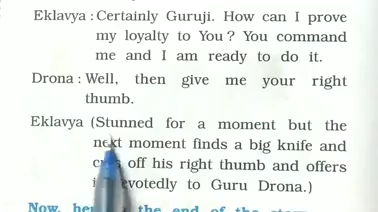 Eklavya : Certainly Guruji. How can I prove
my loyalty to You? You command
me and I am ready to do it.
Drona : Well, then give me your right
thumb.
Eklavya (Stunned for a moment but the
next moment finds a big knife and
off his right thumb and offers
devotedly to Guru Drona.)
Now, the end of the